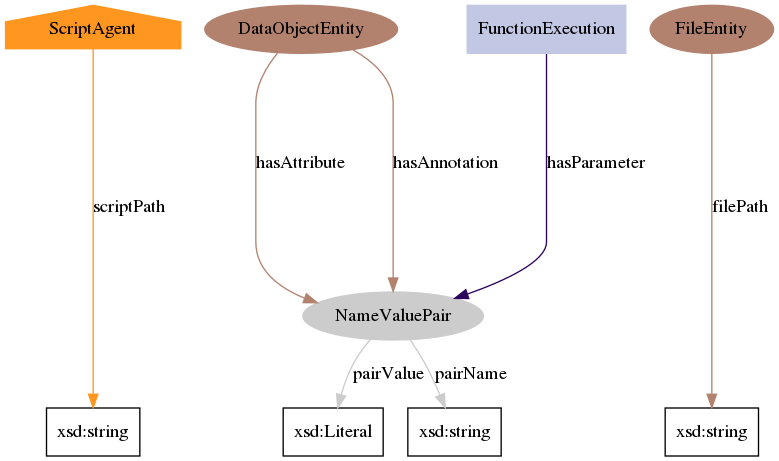 ScriptAgent
DataObjectEntity
FunctionExecution
FileEntity
hasAttribute
hasAnnotation
hasParameter
scriptPath
filePath
NameValuePair
pairValue
pairName
xsd:string
xsd:Literal
xsd:string
xsd:string